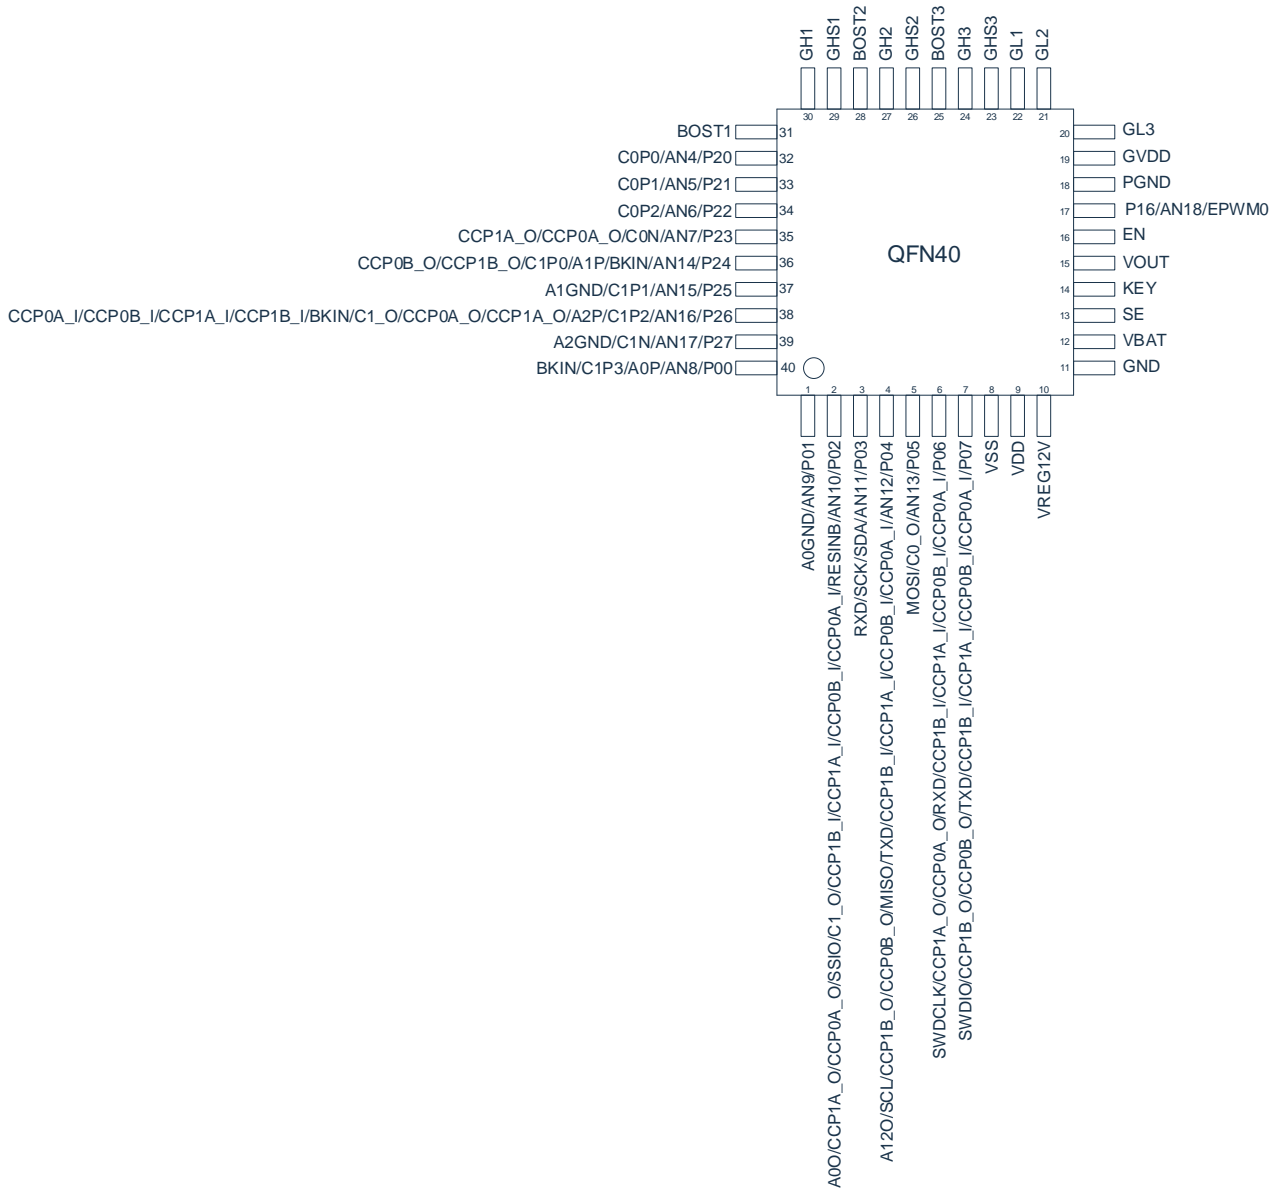 GH1
GHS1
BOST2
GH2
GHS2
BOST3
GH3
GHS3
GL1
GL2
30
29
28
27
26
25
24
23
22
21
BOST1 31
C0P0/AN4/P20 32
C0P1/AN5/P21 33
C0P2/AN6/P22 34
CCP1A_O/CCP0A_O/C0N/AN7/P23 35
CCP0B_O/CCP1B_O/C1P0/A1P/BKIN/AN14/P24 36
A1GND/C1P1/AN15/P25 37
CCP0A_I/CCP0B_I/CCP1A_I/CCP1B_I/BKIN/C1_O/CCP0A_O/CCP1A_O/A2P/C1P2/AN16/P26 38
A2GND/C1N/AN17/P27 39
BKIN/C1P3/A0P/AN8/P00 40
QFN40
20 GL3
19 GVDD
18 PGND
17 P16/AN18/EPWM0
16 EN
15 VOUT
14 KEY
13 SE
12 VBAT
11 GND
1
2
3
4
5
6
7
8
9
10
A0GND/AN9/P01
A0O/CCP1A_O/CCP0A_O/SSIO/C1_O/CCP1B_I/CCP1A_I/CCP0B_I/CCP0A_I/RESINB/AN10/P02
RXD/SCK/SDA/AN11/P03
A12O/SCL/CCP1B_O/CCP0B_O/MISO/TXD/CCP1B_I/CCP1A_I/CCP0B_I/CCP0A_I/AN12/P04
MOSI/C0_O/AN13/P05
SWDCLK/CCP1A_O/CCP0A_O/RXD/CCP1B_I/CCP1A_I/CCP0B_I/CCP0A_I/P06
SWDIO/CCP1B_O/CCP0B_O/TXD/CCP1B_I/CCP1A_I/CCP0B_I/CCP0A_I/P07
VSS
VDD
VREG12V